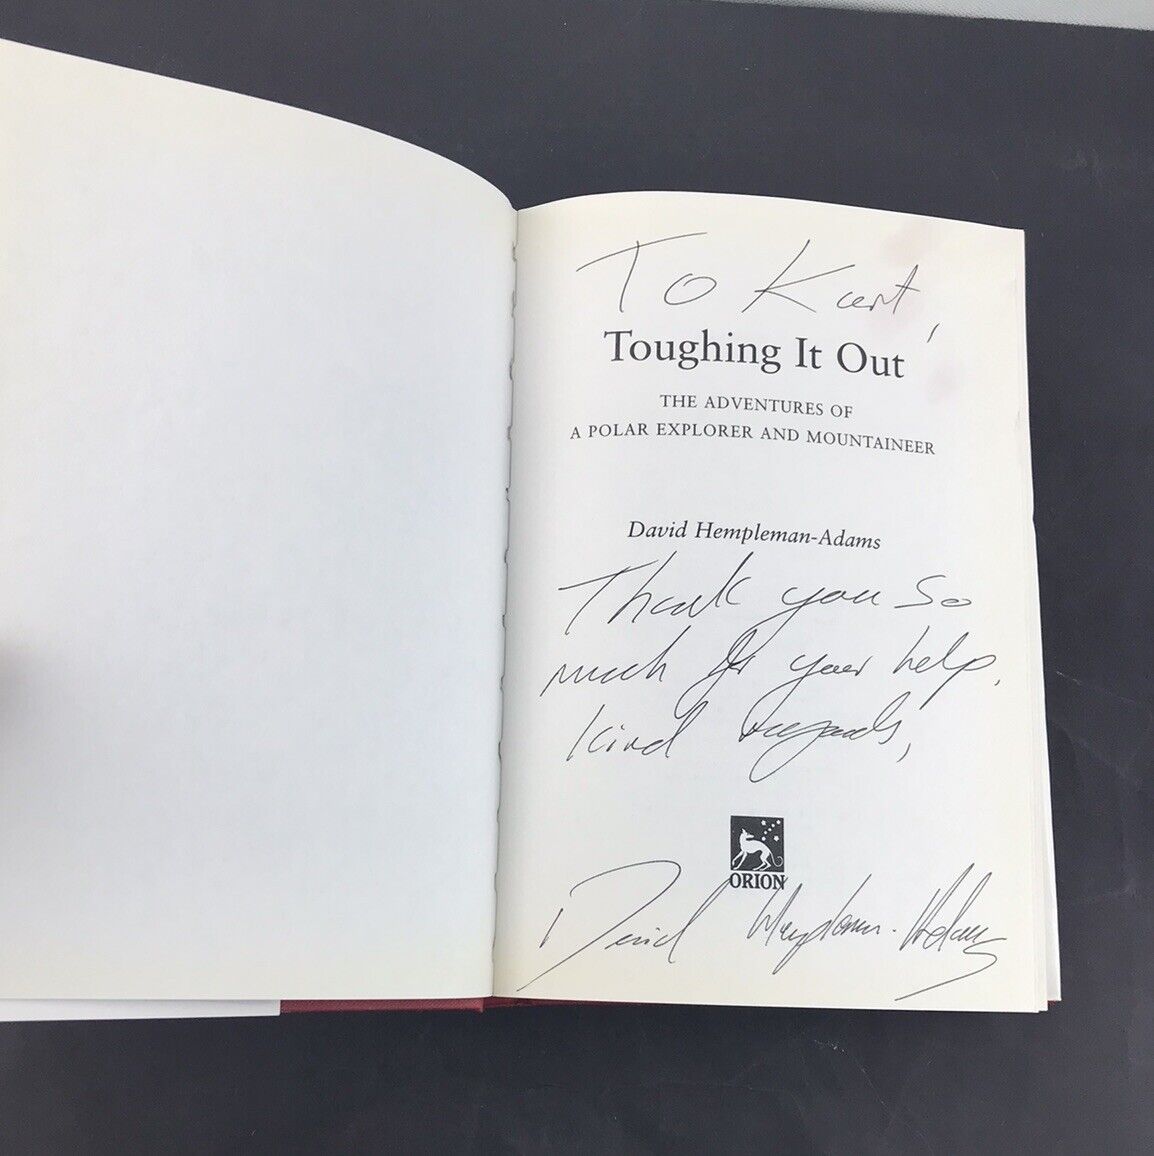 To Kurt,
Toughing It Out
THE ADVENTURES OF
A POLAR EXPLORER AND MOUNTAINEER
David Hempleman-Adams
Thank you so
much for your help.
Kind regards,
ORION
David Hempleman-Adams